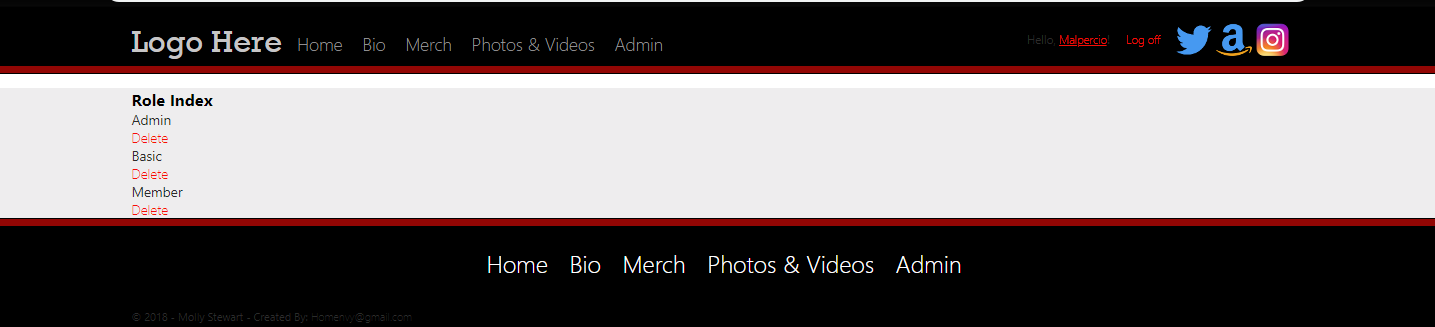 Logo Here Home Bio Merch Photos & Videos Admin Hello, Malpercio! Log off
Role Index
Admin
Delete
Basic
Delete
Member
Delete
Home Bio Merch Photos & Videos Admin
© 2018 - Molly Stewart - Created By: Homenvy@gmail.com